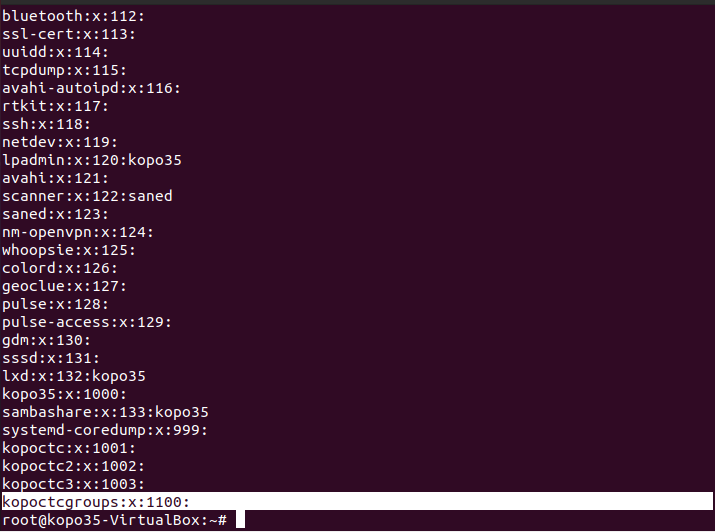 bluetooth:x:112:
ssl-cert:x:113:
uuidd:x:114:
tcpdump:x:115:
avahi-autoipd:x:116:
rtkit:x:117:
ssh:x:118:
netdev:x:119:
lpadmin:x:120:kopo35
avahi:x:121:
scanner:x:122:saned
saned:x:123:
nm-openvpn:x:124:
whoopsie:x:125:
colord:x:126:
geoclue:x:127:
pulse:x:128:
pulse-access:x:129:
gdm:x:130:
sssd:x:131:
lxd:x:132:kopo35
kopo35:x:1000:
sambashare:x:133:kopo35
systemd-coredump:x:999:
kopoctc:x:1001:
kopoctc2:x:1002:
kopoctc3:x:1003:
kopoctcgroups:x:1100:
root@kopo35-VirtualBox:~#